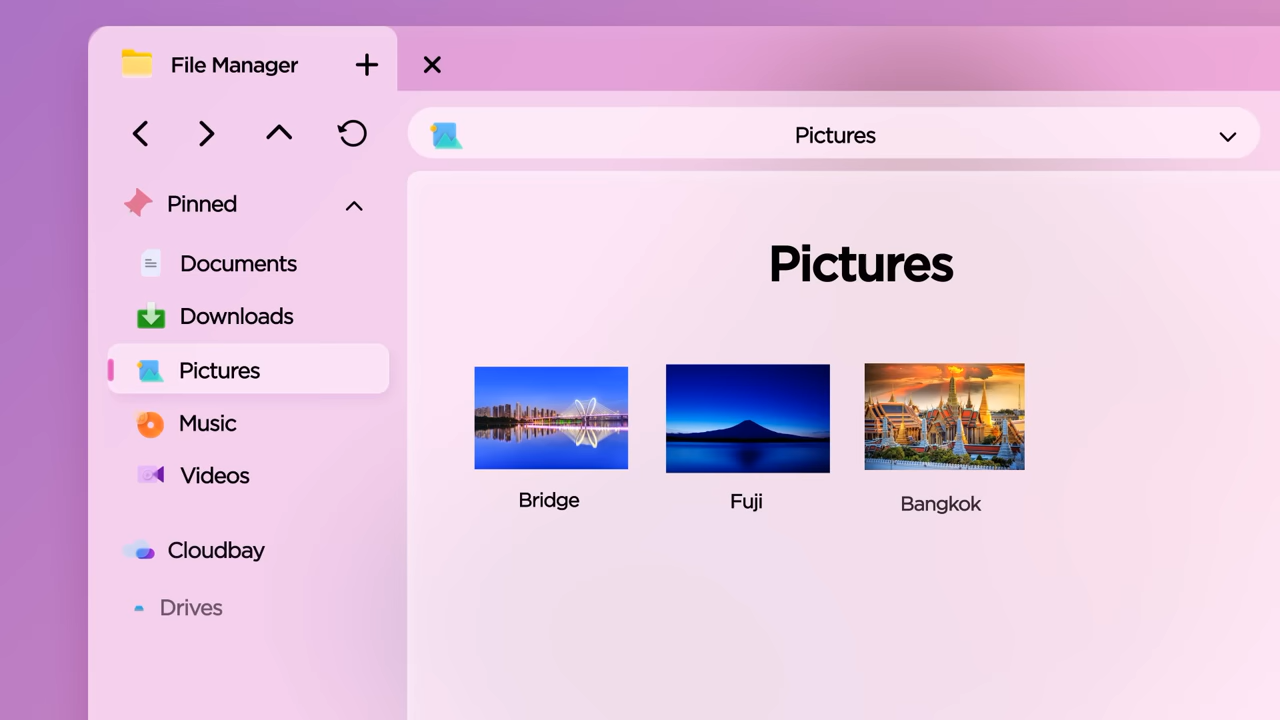 File Manager
Pictures
Pinned
Documents
Downloads
Pictures
Music
Videos
Cloudbay
Drives
Pictures
Bridge
Fuji
Bangkok